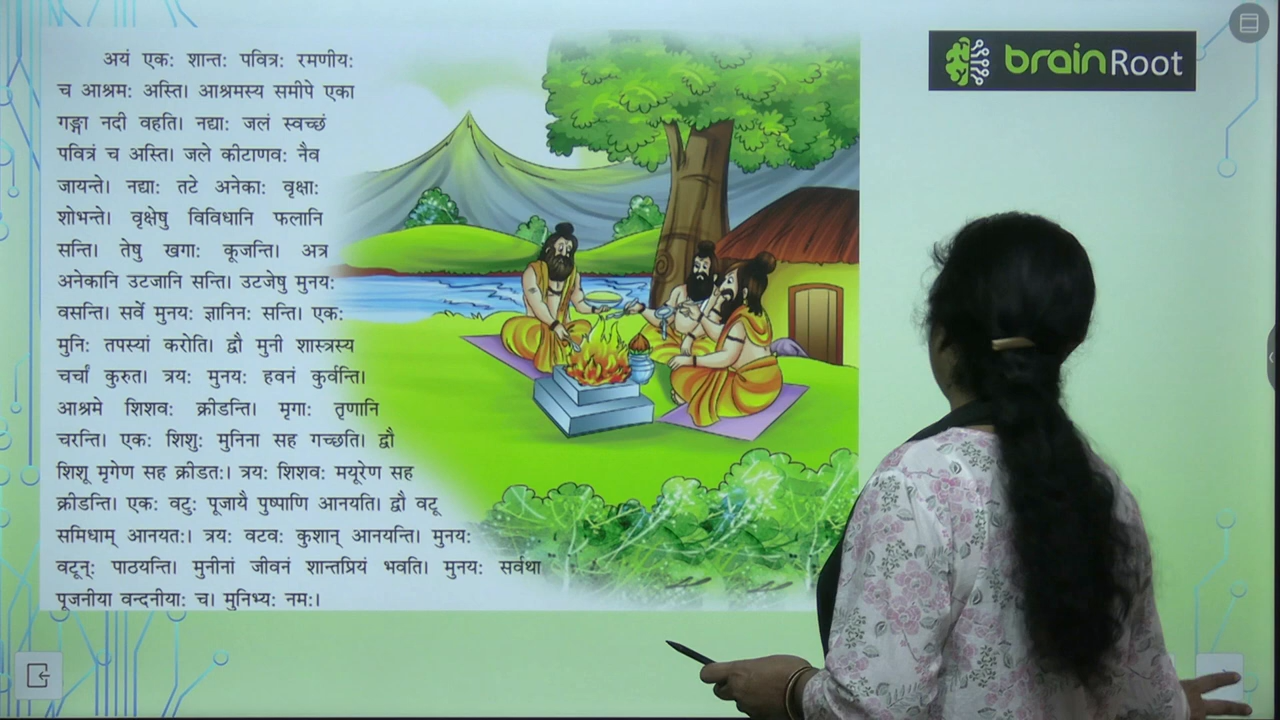 अयं एक: शान्त: पवित्र: रमणीय:
च आश्रम: अस्ति। आश्रमस्य समीपे एका
गङ्गा नदी वहति। नद्या: जलं स्वच्छं
पवित्रं च अस्ति। जले कीटाणव: नैव
जायन्ते। नद्या: तटे अनेका: वृक्षा:
शोभन्ते। वृक्षेषु विविधानि फलानि
सन्ति। तेषु खगा: कूजन्ति। अत्र
अनेकानि उटजानि सन्ति। उटजेषु मुनय:
वसन्ति। सर्वे मुनय: ज्ञानिन: सन्ति। एक:
मुनि: तपस्यां करोति। द्वौ मुनी शास्त्रस्य
चर्चां कुरुत। त्रय: मुनय: हवनं कुर्वन्ति।
आश्रमे शिशव: क्रीडन्ति। मृगा: तृणानि
चरन्ति। एक: शिशु: मुनिना सह गच्छति। द्वौ
शिशू मृगेण सह क्रीडत:। त्रय: शिशव: मयूरेण सह
क्रीडन्ति। एक: वटु: पूजायै पुष्पाणि आनयति। द्वौ वटू
समिधाम् आनयत:। त्रय: वटव: कुशान् आनयन्ति। मुनय:
वटून्: पाठयन्ति। मुनीनां जीवनं शान्तप्रियं भवति। मुनय: सर्वथा
पूजनीया वन्दनीया: च। मुनिभ्य: नम:।
brainRoot